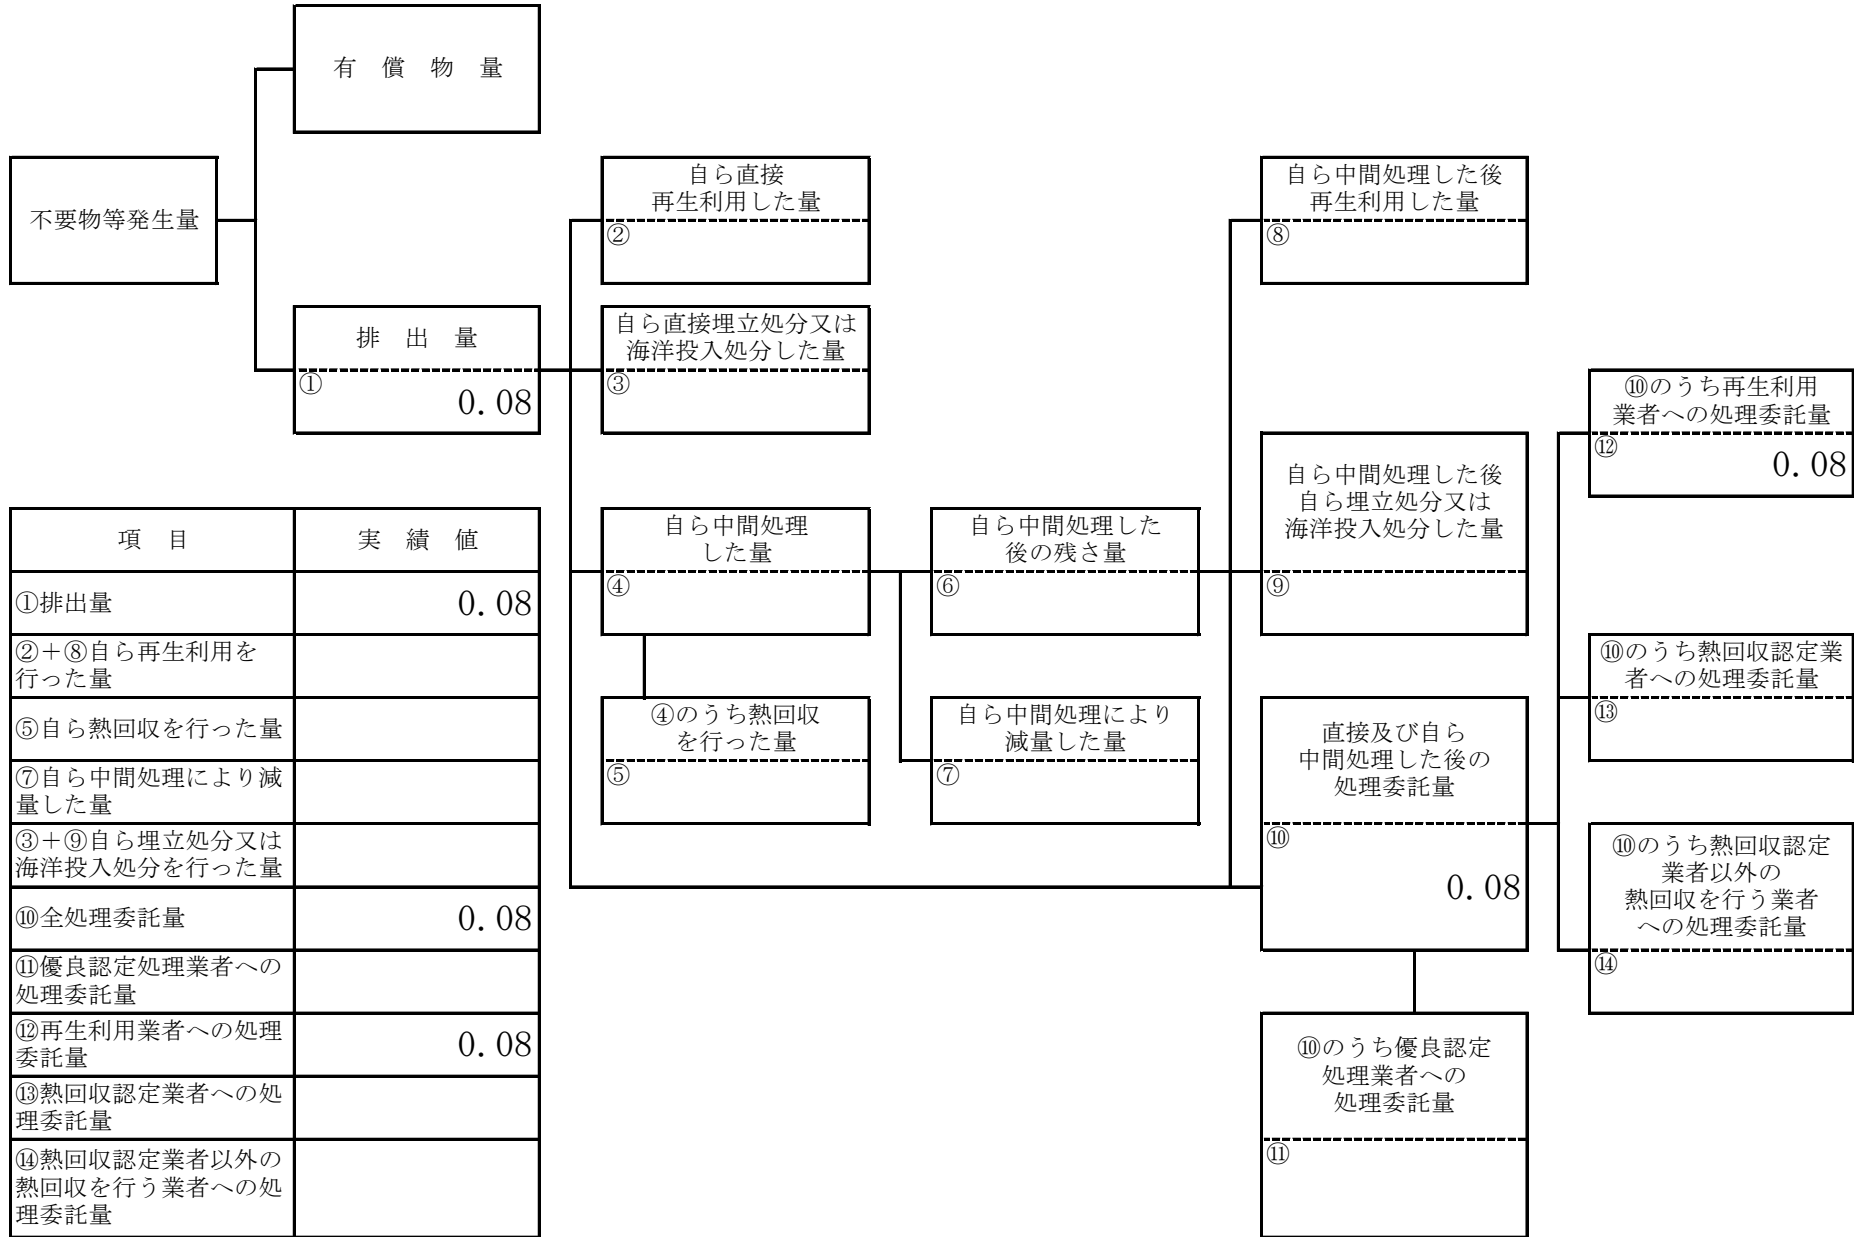 有 償 物 量
不要物等発生量
排 出 量
①
0.08
自ら直接
再生利用した量
②
自ら直接埋立処分又は
海洋投入処分した量
③
自ら中間処理
した量
④
④のうち熱回収
を行った量
⑤
自ら中間処理した
後の残さ量
⑥
自ら中間処理により
減量した量
⑦
自ら中間処理した後
再生利用した量
⑧
自ら中間処理した後
自ら埋立処分又は
海洋投入処分した量
⑨
直接及び自ら
中間処理した後の
処理委託量
⑩
0.08
⑩のうち優良認定
処理業者への
処理委託量
⑪
⑩のうち再生利用
業者への処理委託量
⑫
0.08
⑩のうち熱回収認定業
者への処理委託量
⑬
⑩のうち熱回収認定
業者以外の
熱回収を行う業者
への処理委託量
⑭
項 目
実 績 値
①排出量
0.08
②＋⑧自ら再生利用を
行った量
⑤自ら熱回収を行った量
⑦自ら中間処理により減
量した量
③＋⑨自ら埋立処分又は
海洋投入処分を行った量
⑩全処理委託量
0.08
⑪優良認定処理業者への
処理委託量
⑫再生利用業者への処理
委託量
0.08
⑬熱回収認定業者への処
理委託量
⑭熱回収認定業者以外の
熱回収を行う業者への処
理委託量